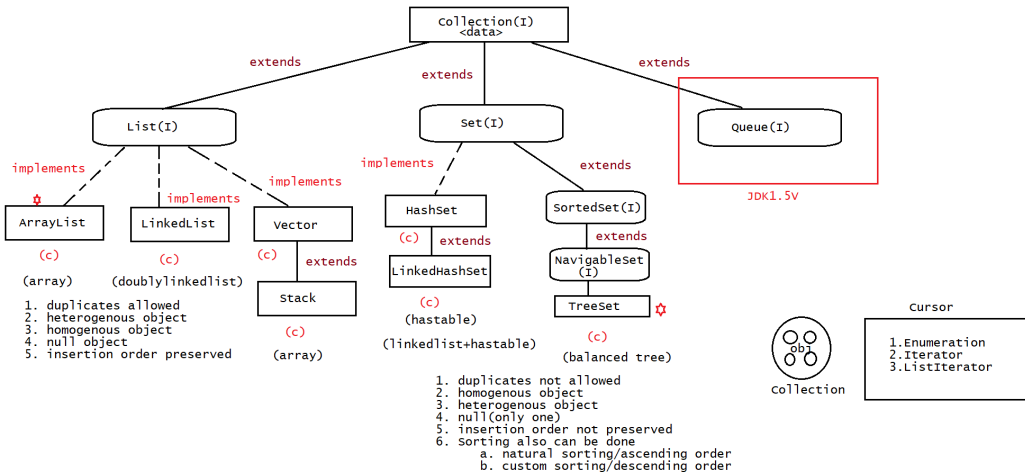 Collection(I)
<data>
extends
extends
extends
List(I)
Set(I)
Queue(I)
JDK1.5V
implements
implements
implements
implements
extends
ArrayList
LinkedList
Vector
HashSet
SortedSet(I)
(c)
(c)
(c)
(c)
extends
extends
extends
(array)
(doublylinkedlist)
Stack
LinkedHashSet
NavigableSet
(I)
TreeSet
(c)
(c)
(c)
(array)
(hastable)
(linkedlist+hastable)
(balanced tree)
1. duplicates allowed
2. heterogenous object
3. homogenous object
4. null object
5. insertion order preserved
1. duplicates not allowed
2. homogenous object
3. heterogenous object
4. null(only one)
5. insertion order not preserved
6. Sorting also can be done
a. natural sorting/ascending order
b. custom sorting/descending order
obj
Collection
Cursor
1.Enumeration
2.Iterator
3.ListIterator